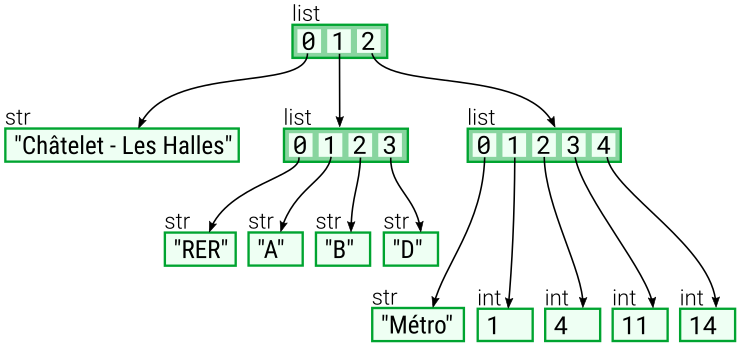 list
0 1 2
str
"Châtelet - Les Halles"
list
0 1 2 3
list
0 1 2 3 4
str
"RER"
str
"A"
str
"B"
str
"D"
str
"Métro"
int
1
int
4
int
11
int
14